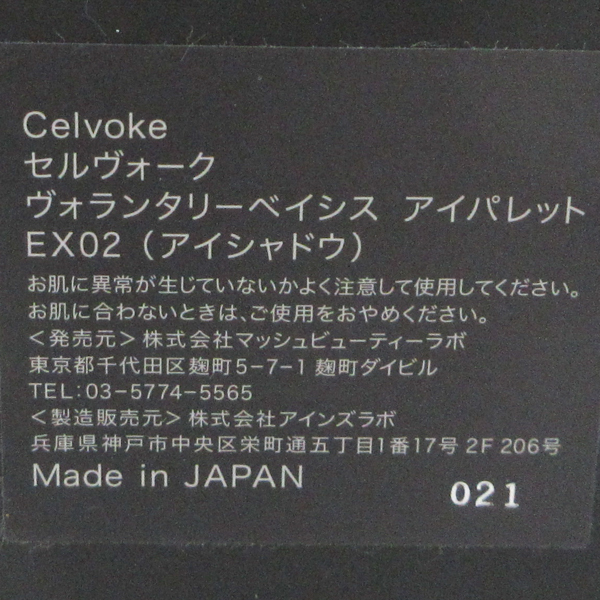 Celvoke
セルヴォーク
ヴォランタリーベイシス アイパレット
EX02（アイシャドウ）
お肌に異常が生じていないかよく注意して使用してください。
お肌に合わないときは、ご使用をおやめください。
＜発売元＞株式会社マッシュビューティーラボ
東京都千代田区麹町5-7-1 麹町ダイビル
TEL：03-5774-5565
＜製造販売元＞株式会社アインズラボ
兵庫県神戸市中央区栄町通五丁目1番17号 2F 206号
Made in JAPAN
021